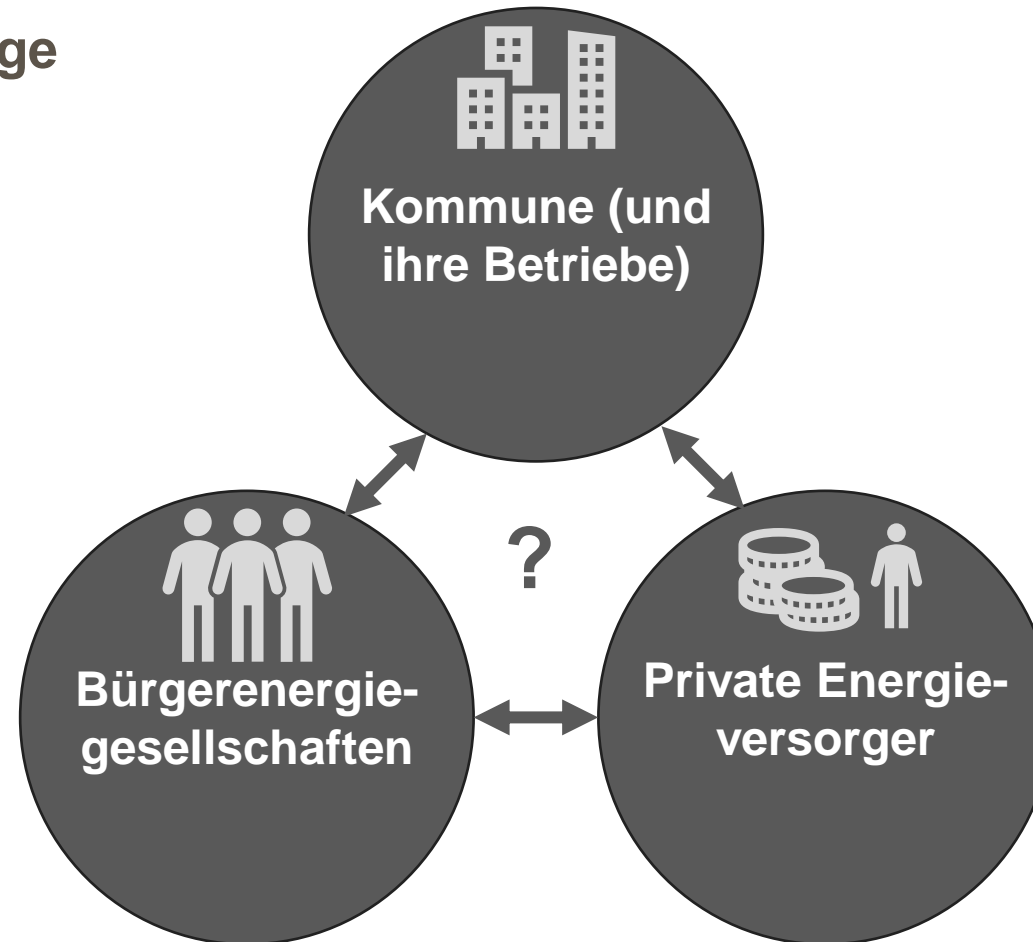 ge
Kommune (und
ihre Betriebe)
?
Bürgerenergie-
gesellschaften
Private Energie-
versorger